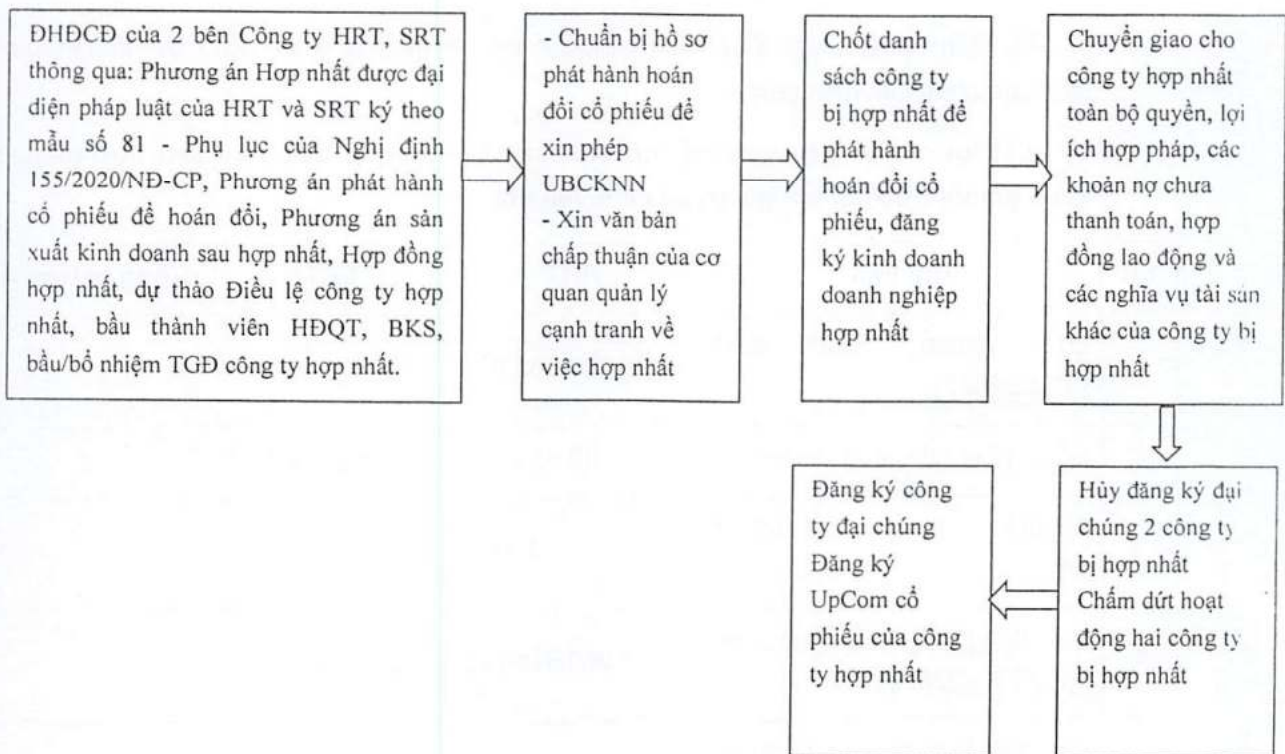 ĐHĐCĐ của 2 bên Công ty HRT, SRT
thông qua: Phương án Hợp nhất được đại
diện pháp luật của HRT và SRT ký theo
mẫu số 81 - Phụ lục của Nghị định
155/2020/NĐ-CP, Phương án phát hành
cổ phiếu để hoán đổi, Phương án sản
xuất kinh doanh sau hợp nhất, Hợp đồng
hợp nhất, dự thảo Điều lệ công ty hợp
nhất, bầu thành viên HĐQT, BKS,
bầu/bổ nhiệm TGĐ công ty hợp nhất.
- Chuẩn bị hồ sơ
phát hành hoán
đổi cổ phiếu để
xin phép
UBCKNN
- Xin văn bản
chấp thuận của cơ
quan quản lý
cạnh tranh về
việc hợp nhất
Chốt danh
sách công ty
bị hợp nhất để
phát hành
hoán đổi cổ
phiếu, đăng
ký kinh doanh
doanh nghiệp
hợp nhất
Chuyển giao cho
công ty hợp nhất
toàn bộ quyền, lợi
ích hợp pháp, các
khoản nợ chưa
thanh toán, hợp
đồng lao động và
các nghĩa vụ tài sản
khác của công ty bị
hợp nhất
Hủy đăng ký đại
chúng 2 công ty
bị hợp nhất
Chấm dứt hoạt
động hai công ty
bị hợp nhất
Đăng ký công
ty đại chúng
Đăng ký
UpCom cổ
phiếu của công
ty hợp nhất